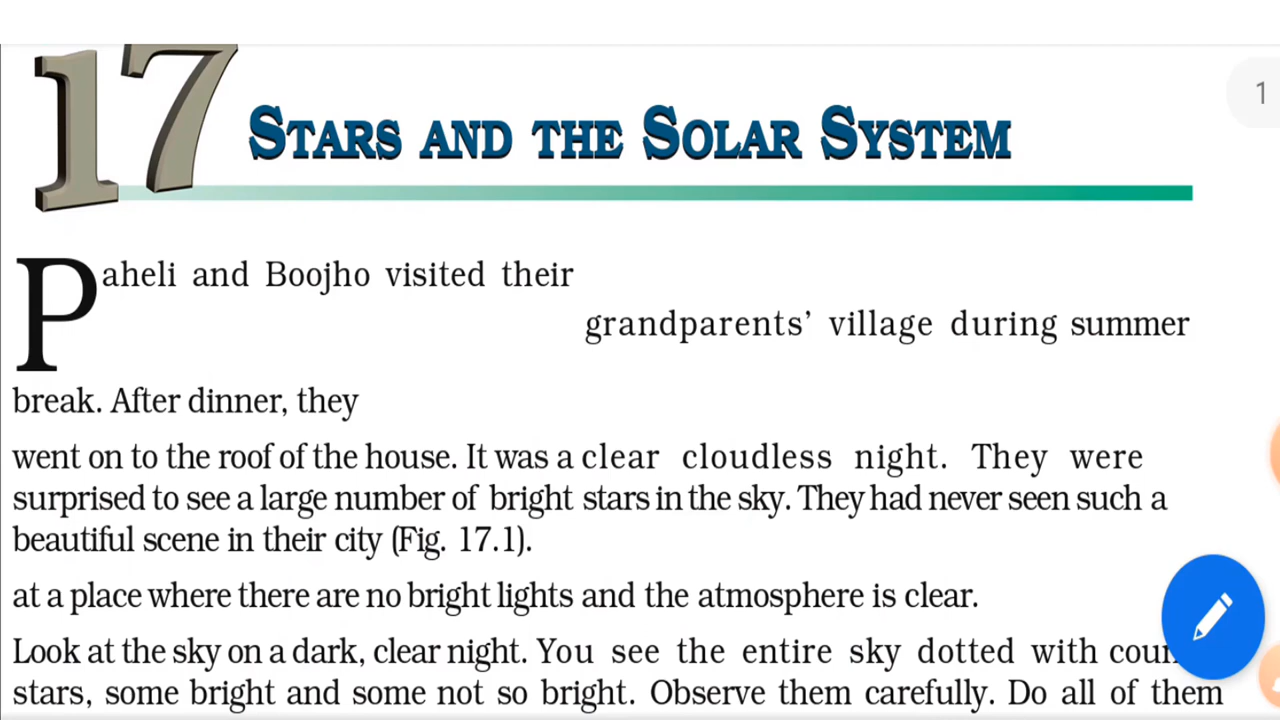 17
STARS AND THE SOLAR SYSTEM
1
Paheli and Boojho visited their
grandparents’ village during summer
break. After dinner, they
went on to the roof of the house. It was a clear cloudless night. They were
surprised to see a large number of bright stars in the sky. They had never seen such a
beautiful scene in their city (Fig. 17.1).
at a place where there are no bright lights and the atmosphere is clear.
Look at the sky on a dark, clear night. You see the entire sky dotted with
stars, some bright and some not so bright. Observe them carefully. Do all of them